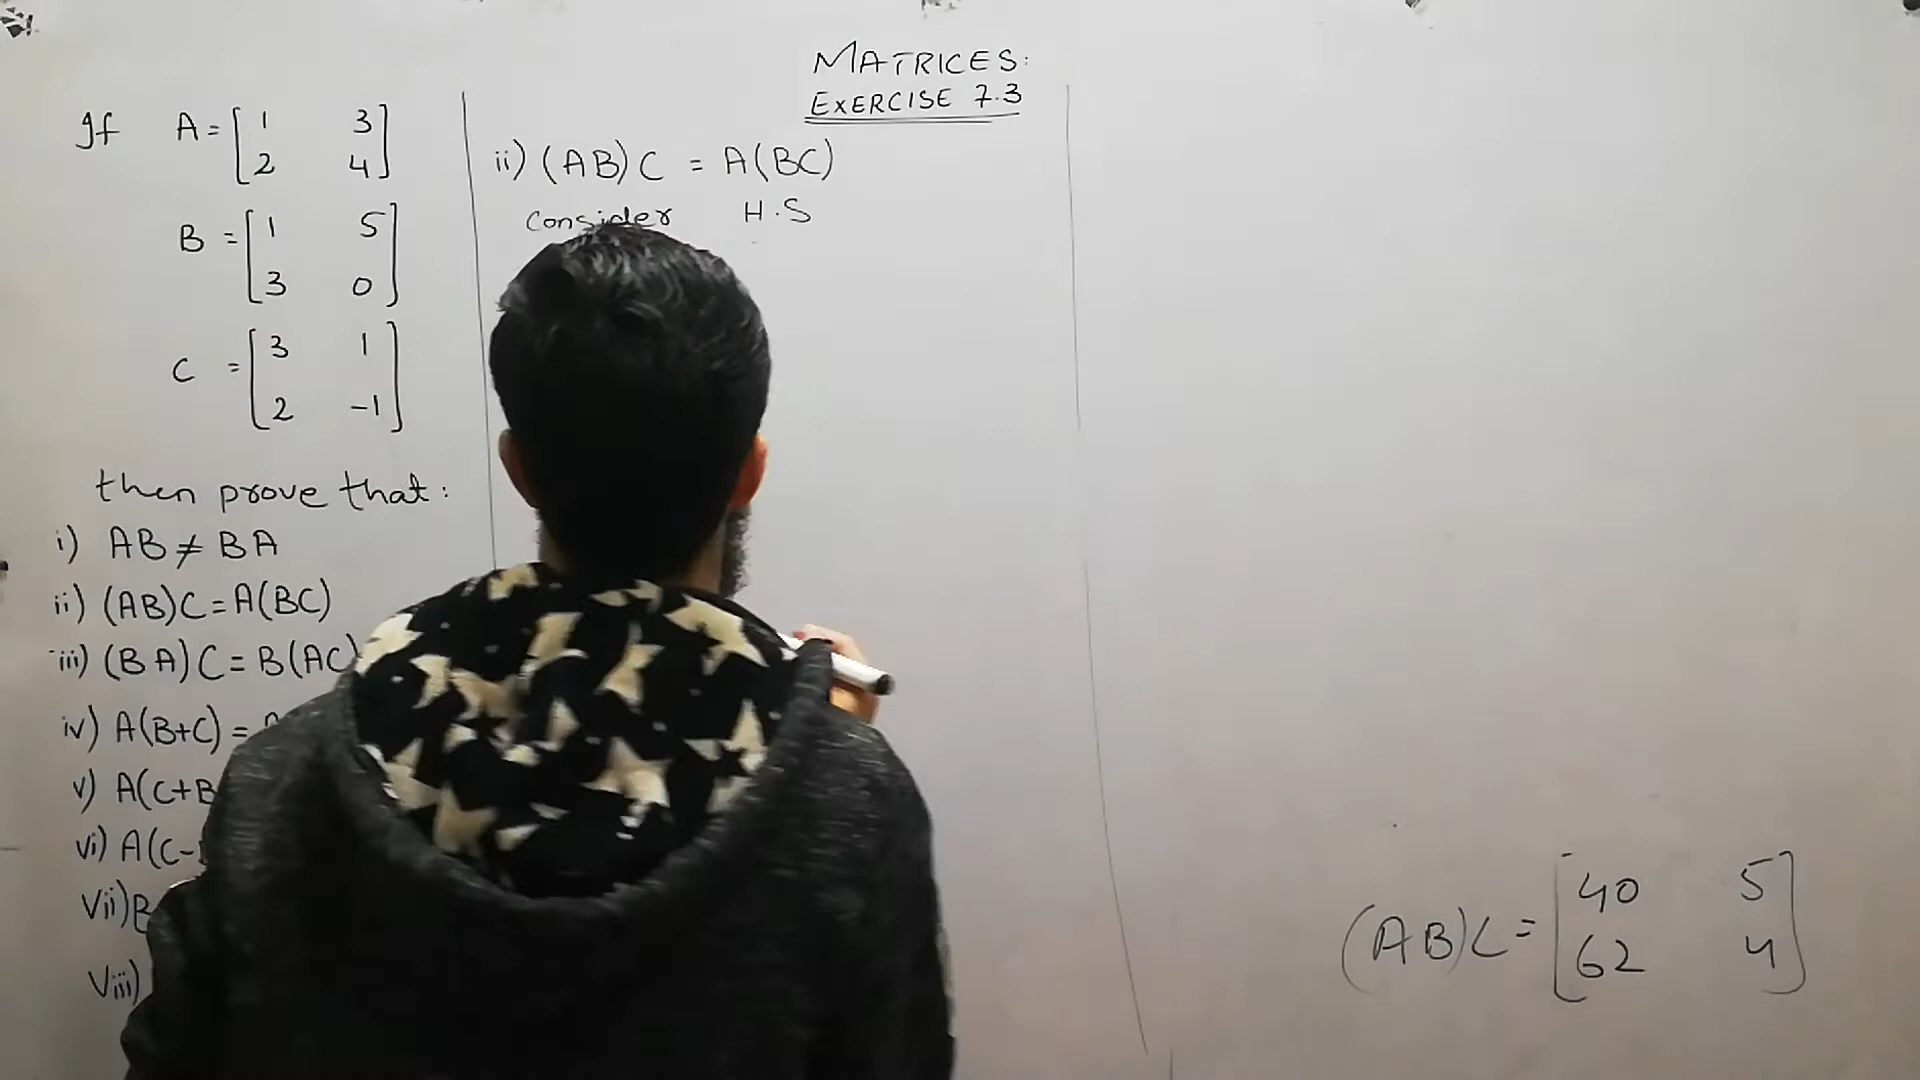 MATRICES:
EXERCISE 7.3
If A = [ 1 3
2 4 ]
B = [ 1 5
3 0 ]
C = [ 3 1
2 -1 ]
then prove that:
i) AB ≠ BA
ii) (AB)C = A(BC)
iii) (BA)C = B(AC)
iv) A(B+C) =
v) A(C+B
vi) A(C-
vii) B
viii)
ii) (AB)C = A(BC)
Consider H.S
(AB)C = [ 40 5
62 4 ]